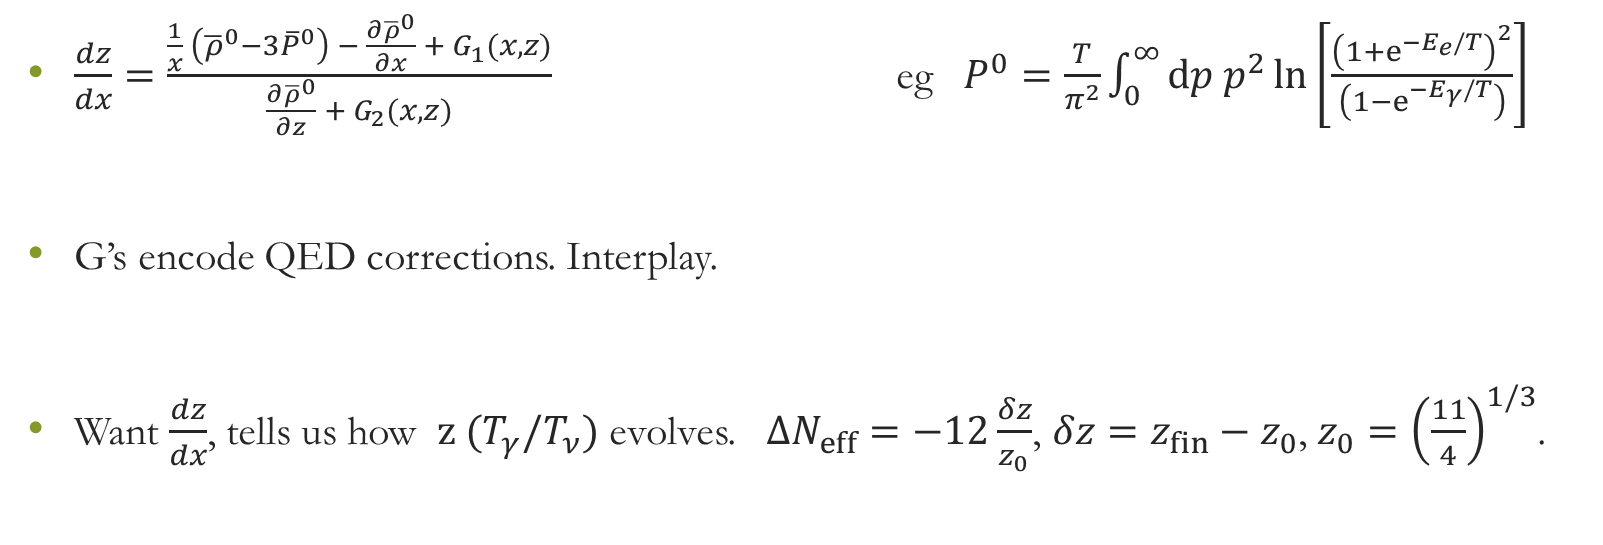 • dz/dx = (1/x (ρ̅⁰−3P̅⁰) − ∂ρ̅⁰/∂x + G₁(x,z)) / (∂ρ̅⁰/∂z + G₂(x,z)) eg P⁰ = T/π² ∫₀^∞ dp p² ln [(1+e^(−E_e/T))² / (1−e^(−E_γ/T))]
• G’s encode QED corrections. Interplay.
• Want dz/dx, tells us how z (T_γ/T_ν) evolves. ΔN_eff = −12 δz/z₀, δz = z_fin − z₀, z₀ = (11/4)^(1/3).